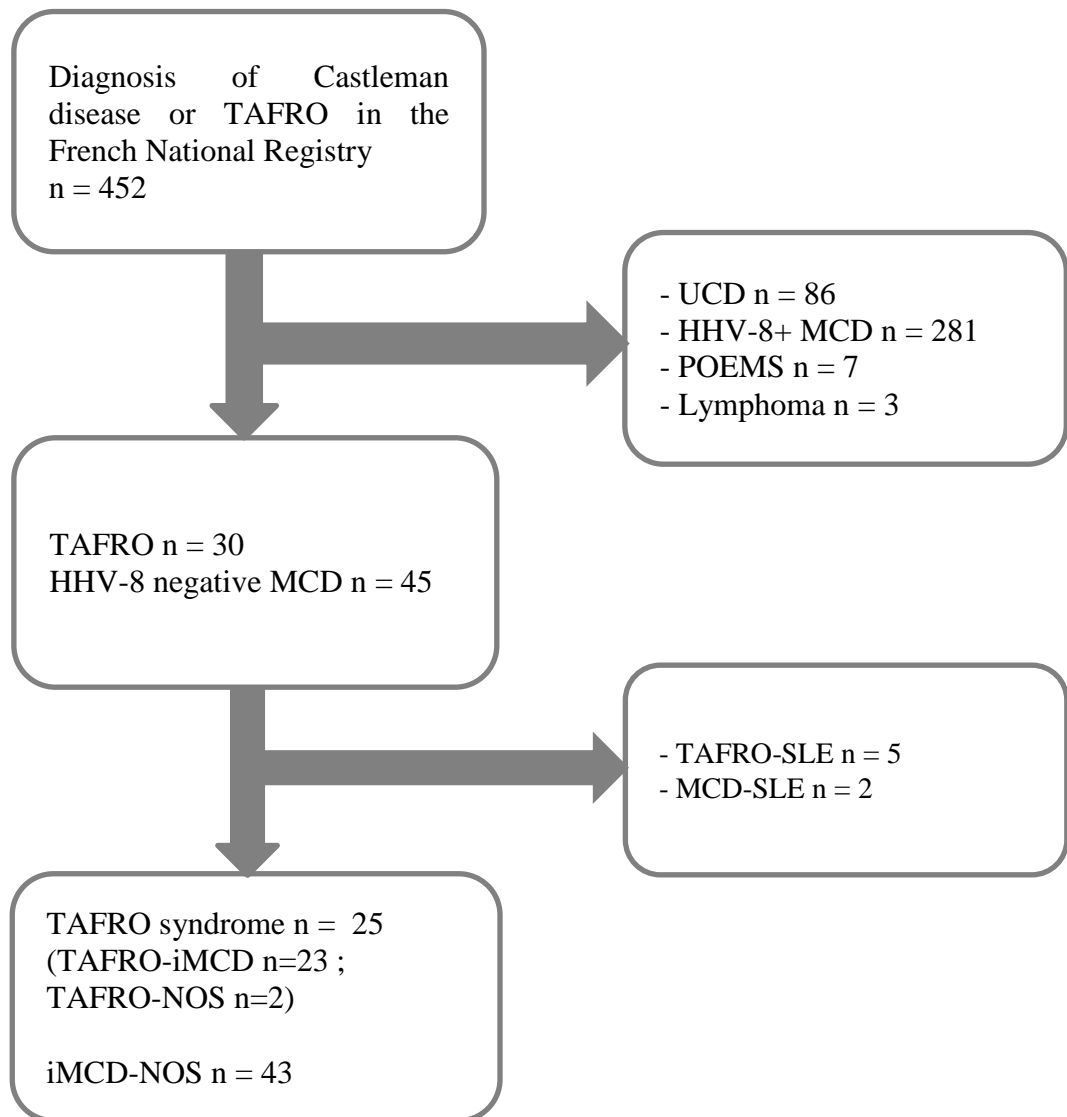 Diagnosis of Castleman
disease or TAFRO in the
French National Registry
n = 452
- UCD n = 86
- HHV-8+ MCD n = 281
- POEMS n = 7
- Lymphoma n = 3
TAFRO n = 30
HHV-8 negative MCD n = 45
- TAFRO-SLE n = 5
- MCD-SLE n = 2
TAFRO syndrome n = 25
(TAFRO-iMCD n=23 ;
TAFRO-NOS n=2)
iMCD-NOS n = 43